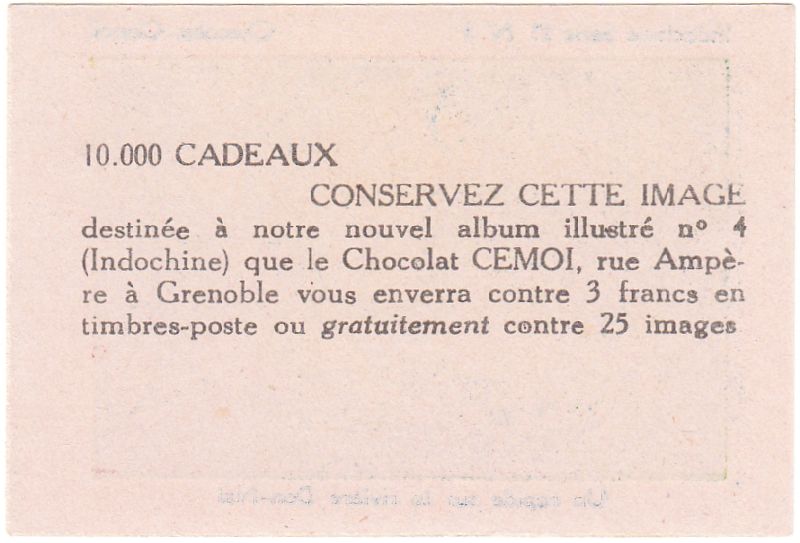 10.000 CADEAUX
CONSERVEZ CETTE IMAGE
destinée à notre nouvel album illustré nº 4
(Indochine) que le Chocolat CEMOI, rue Ampè-
re à Grenoble vous enverra contre 3 francs en
timbres-poste ou gratuitement contre 25 images